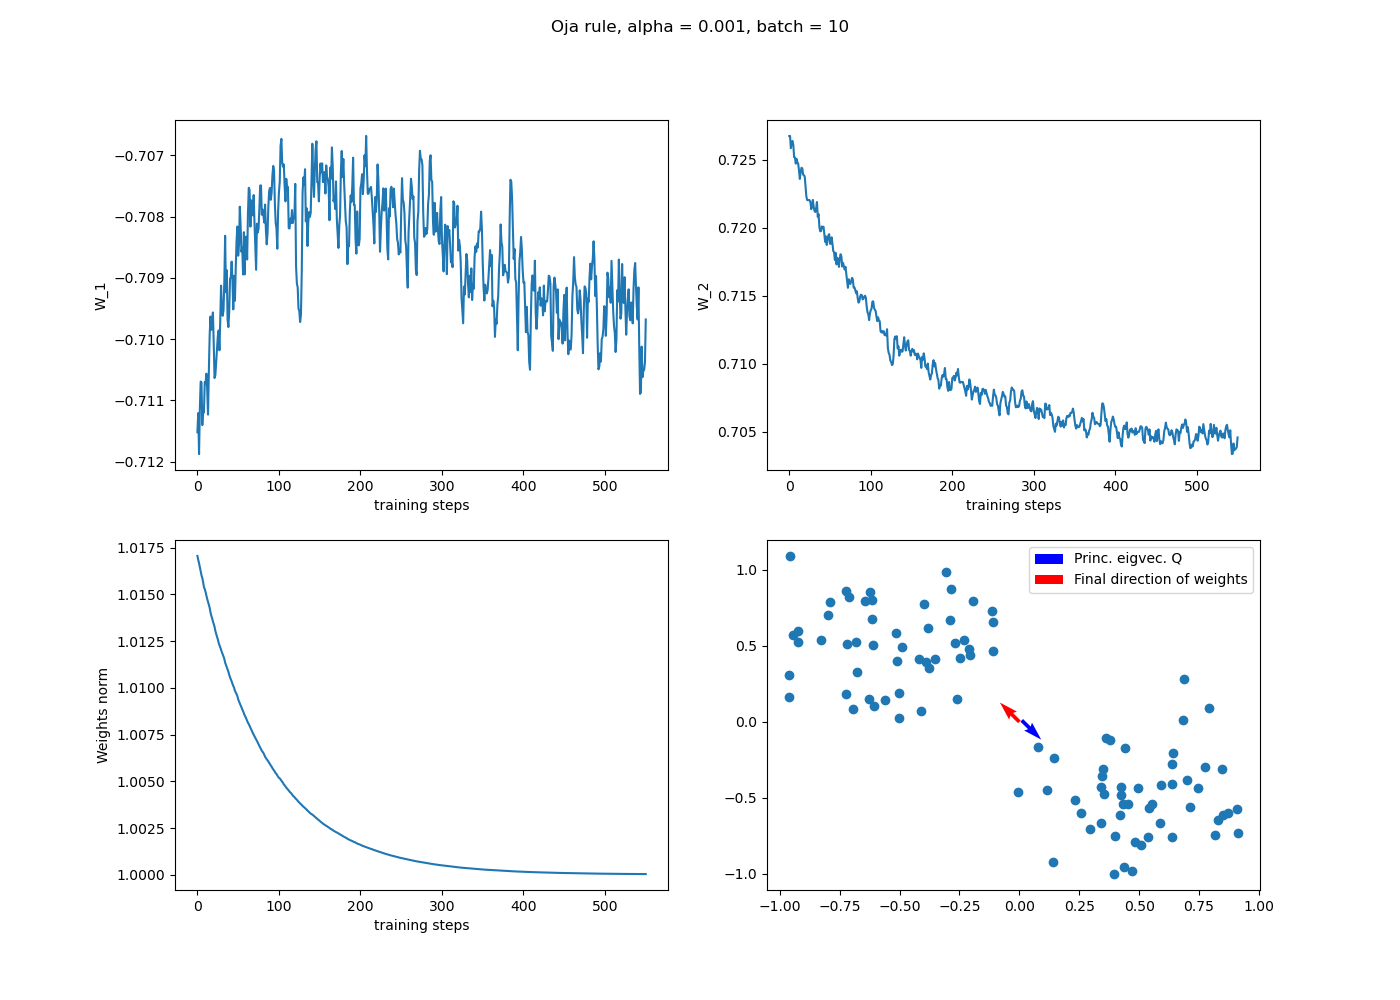 Oja rule, alpha = 0.001, batch = 10
−0.707
−0.708
−0.709
−0.710
−0.711
−0.712
W_1
0 100 200 300 400 500
training steps
0.725
0.720
0.715
0.710
0.705
W_2
0 100 200 300 400 500
training steps
1.0175
1.0150
1.0125
1.0100
1.0075
1.0050
1.0025
1.0000
Weights norm
0 100 200 300 400 500
training steps
Princ. eigvec. Q
Final direction of weights
1.0
0.5
0.0
−0.5
−1.0
−1.00 −0.75 −0.50 −0.25 0.00 0.25 0.50 0.75 1.00